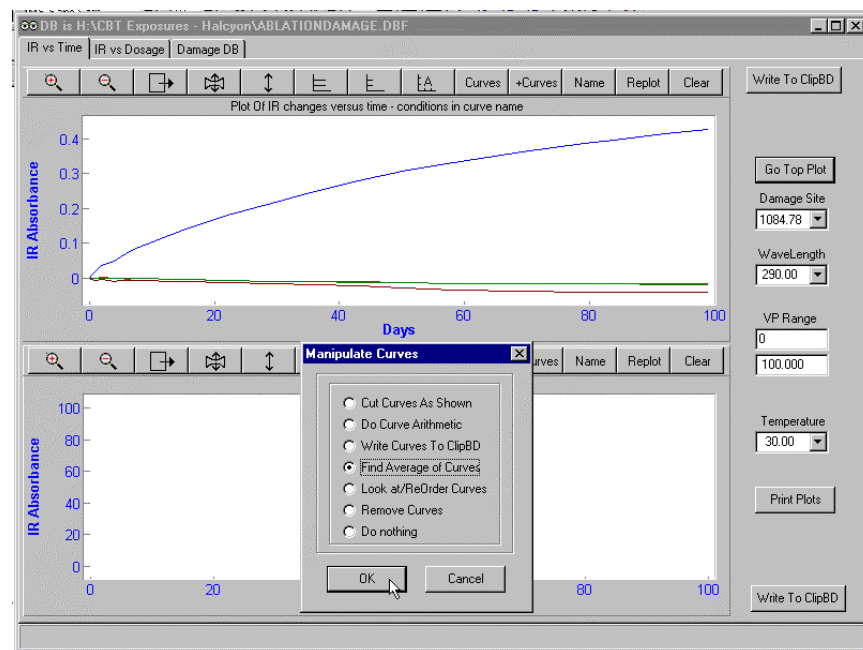 DB is H:\CBT Exposures - Halcyon\ABLATIONDAMAGE.DBF
IR vs Time IR vs Dosage Damage DB
A Curves +Curves Name Replot Clear Write To ClipBD
Plot Of IR changes versus time - conditions in curve name
IR Absorbance
0.4
0.3
0.2
0.1
0
0 20 40 60 80 100
Days
Go Top Plot
Damage Site
1084.78
WaveLength
290.00
VP Range
0
100.000
Temperature
30.00
Print Plots
Write To ClipBD
urves Name Replot Clear
IR Absorbance
100
80
60
40
20
0
0 20 80 100
Manipulate Curves
Cut Curves As Shown
Do Curve Arithmetic
Write Curves To ClipBD
Find Average of Curves
Look at/ReOrder Curves
Remove Curves
Do nothing
OK Cancel